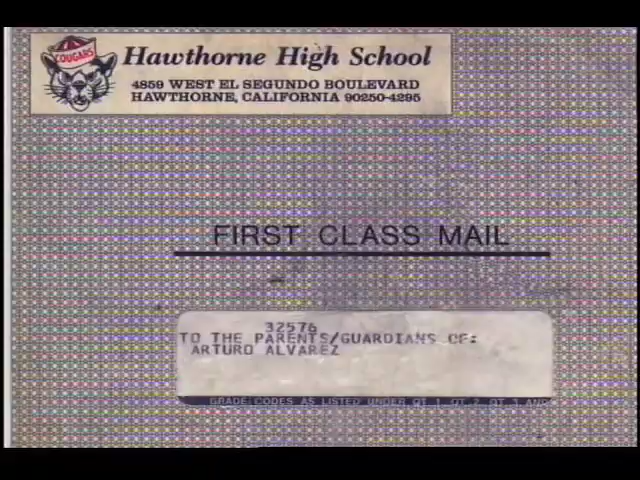 COUGARS
Hawthorne High School
4859 WEST EL SEGUNDO BOULEVARD
HAWTHORNE, CALIFORNIA 90250-4295
FIRST CLASS MAIL
32576
TO THE PARENTS/GUARDIANS OF:
ARTURO ALVAREZ
GRADE CODES AS LISTED UNDER QT 1, QT 2, QT 3, AND